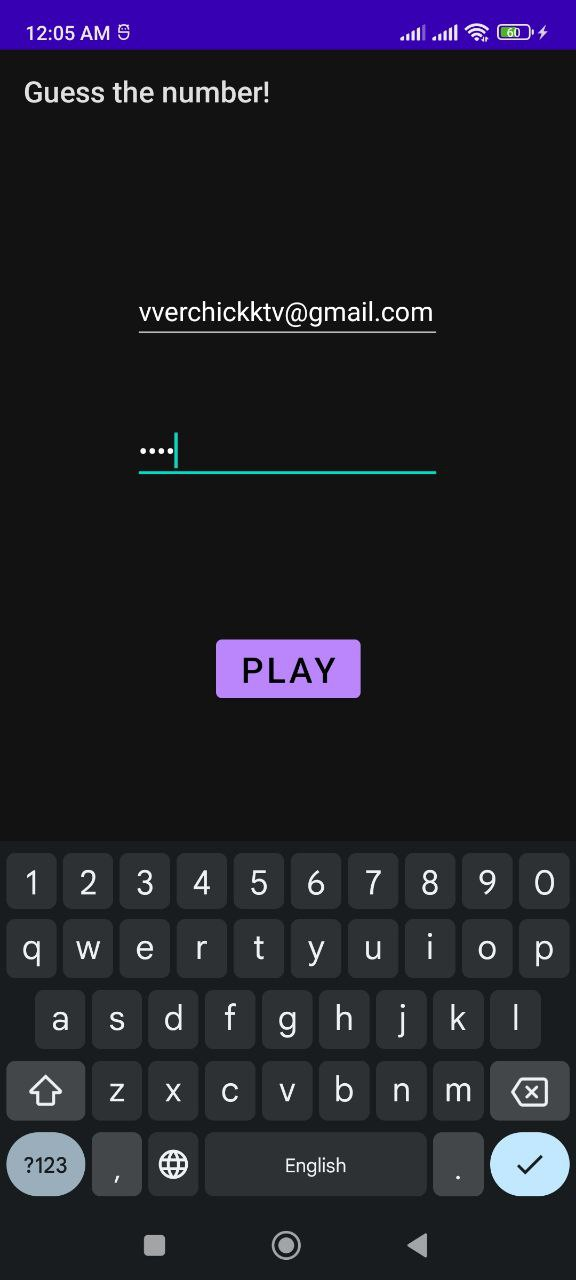 12:05 AM
60
Guess the number!
vverchickktv@gmail.com
••••
PLAY
1 2 3 4 5 6 7 8 9 0
q w e r t y u i o p
a s d f g h j k l
z x c v b n m
?123 , English .